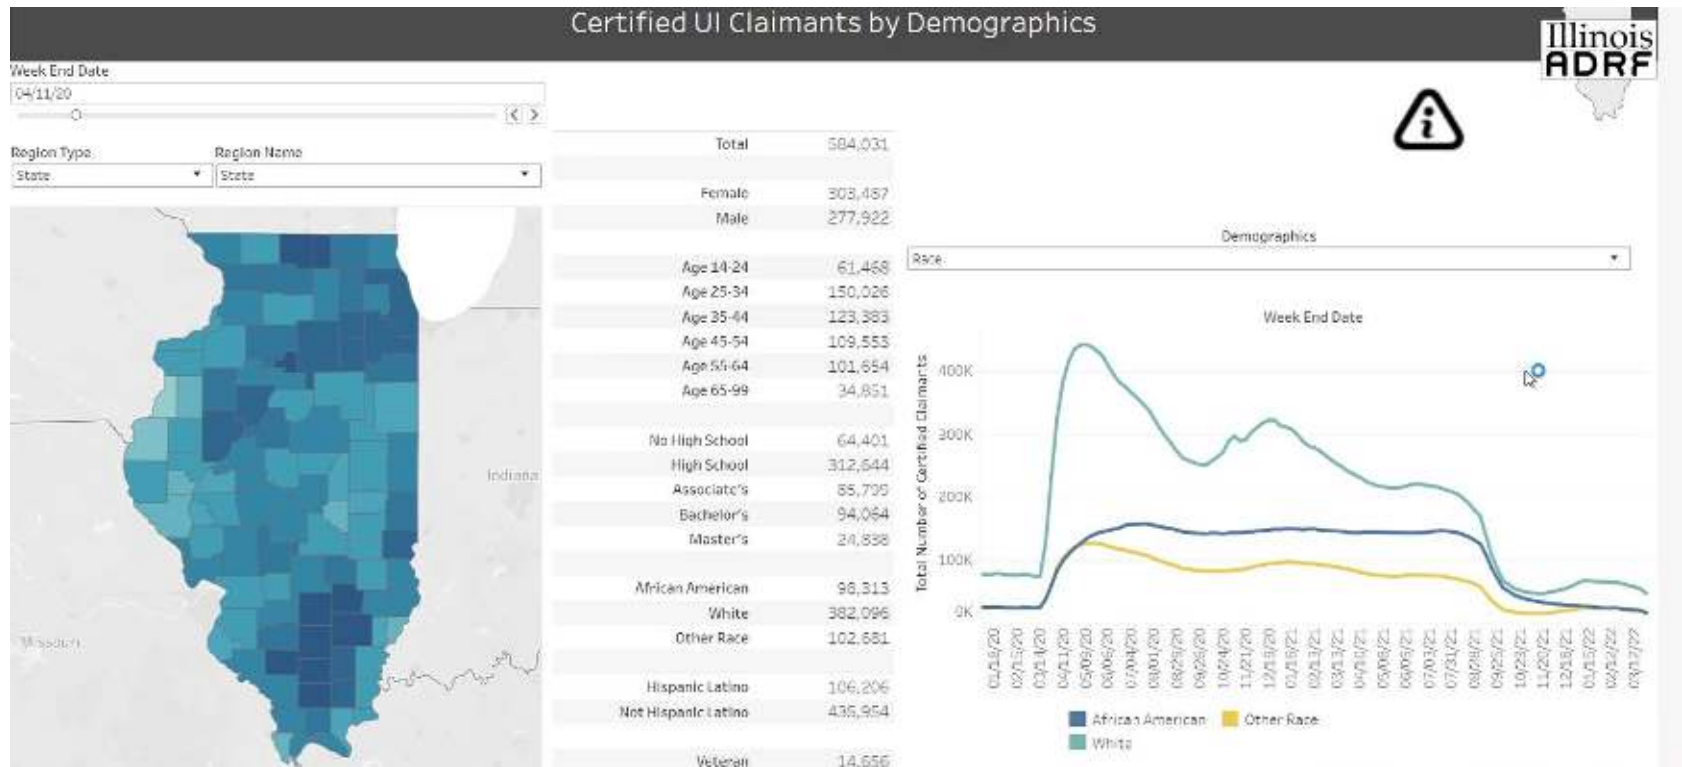 Certified UI Claimants by Demographics
Illinois
ADRF
Week End Date
04/11/20
Region Type
Region Name
State
State
Indiana
Missouri
Total 584,031
Female 303,487
Male 277,922
Age 14-24 61,468
Age 25-34 150,026
Age 35-44 123,383
Age 45-54 109,553
Age 55-64 101,654
Age 65-99 34,851
No High School 64,401
High School 312,644
Associate's 85,795
Bachelor's 94,064
Master's 24,838
African American 98,313
White 382,096
Other Race 102,681
Hispanic Latino 106,206
Not Hispanic Latino 435,954
Veteran 14,656
Demographics
Race
Week End Date
Total Number of Certified Claimants
400K
300K
200K
100K
0K
01/18/20
02/15/20
03/14/20
04/11/20
05/09/20
06/06/20
07/04/20
08/01/20
08/29/20
09/26/20
10/24/20
11/21/20
12/19/20
01/16/21
02/13/21
03/13/21
04/10/21
05/08/21
06/05/21
07/03/21
07/31/21
08/28/21
09/25/21
10/23/21
11/20/21
12/18/21
01/15/22
02/12/22
03/12/22
African American
Other Race
White